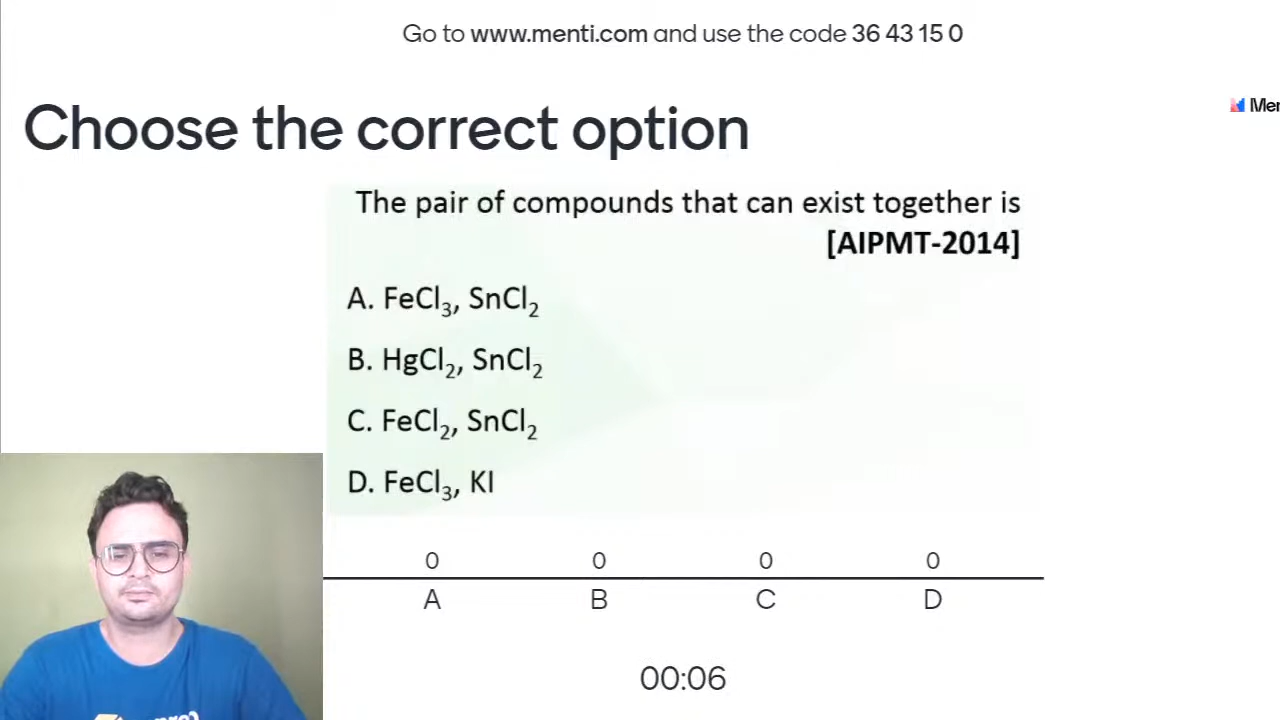 Go to www.menti.com and use the code 36 43 15 0
Choose the correct option
The pair of compounds that can exist together is
[AIPMT-2014]
A. FeCl₃, SnCl₂
B. HgCl₂, SnCl₂
C. FeCl₂, SnCl₂
D. FeCl₃, KI
0 0 0 0
A B C D
00:06